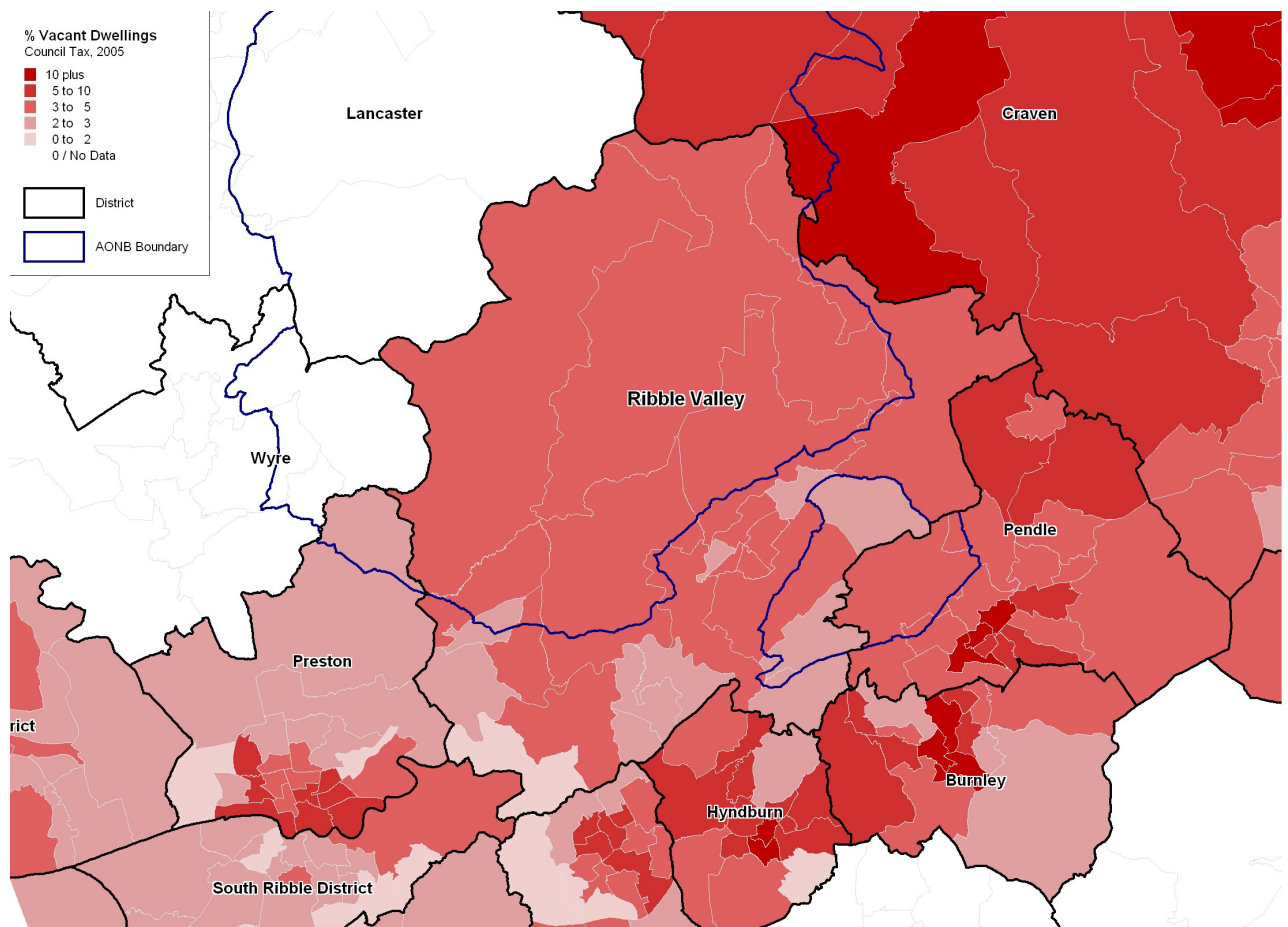 % Vacant Dwellings
Council Tax, 2005
10 plus
5 to 10
3 to 5
2 to 3
0 to 2
0 / No Data
District
AONB Boundary
Lancaster
Craven
Ribble Valley
Wyre
Pendle
Preston
rict
Burnley
Hyndburn
South Ribble District